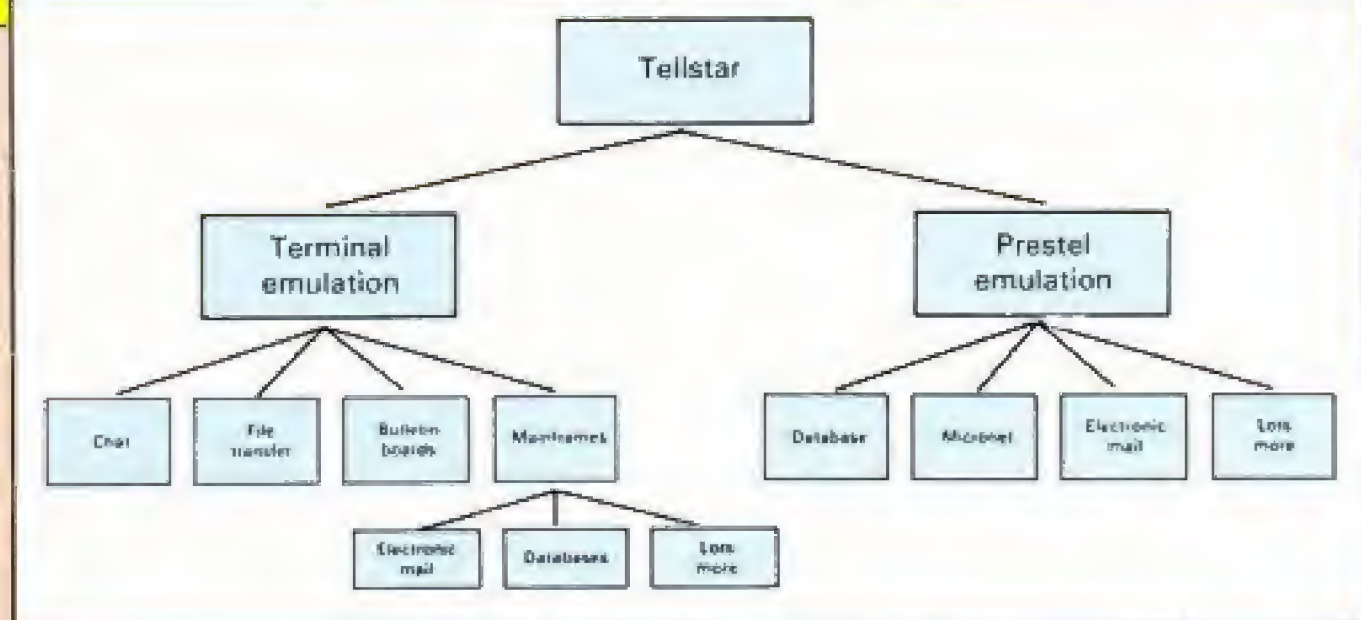 Tellstar
Terminal
emulation
Prestel
emulation
Chat
File
transfer
Bulletin
boards
Mainframes
Database
Micronet
Electronic
mail
Lots
more
Electronic
mail
Databases
Lots
more